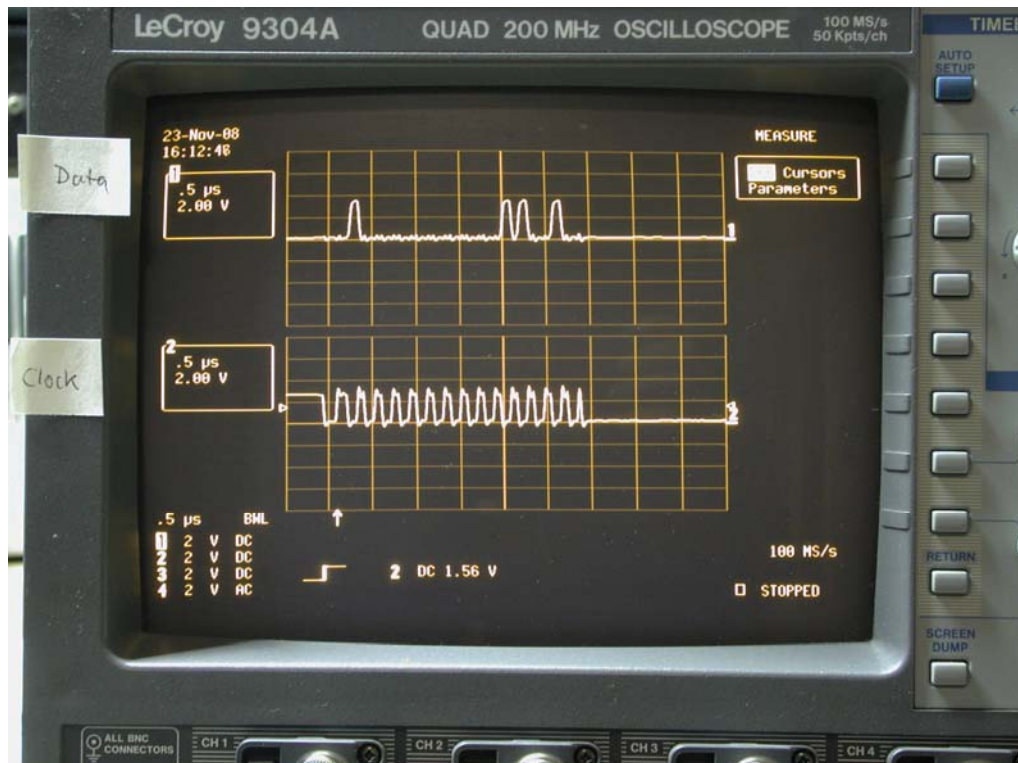 LeCroy 9304A QUAD 200 MHz OSCILLOSCOPE 100 MS/s
50 Kpts/ch
AUTO
SETUP
Data
23-Nov-08
16:12:46
1
.5 µs
2.00 V
MEASURE
Cursors
Parameters
1
Clock
2
.5 µs
2.00 V
2
.5 µs BWL
1 2 V DC
2 2 V DC
3 2 V DC
4 2 V AC
2 DC 1.56 V
100 MS/s
STOPPED
RETURN
SCREEN
DUMP
ALL BNC
CONNECTORS
CH 1
CH 2
CH 3
CH 4